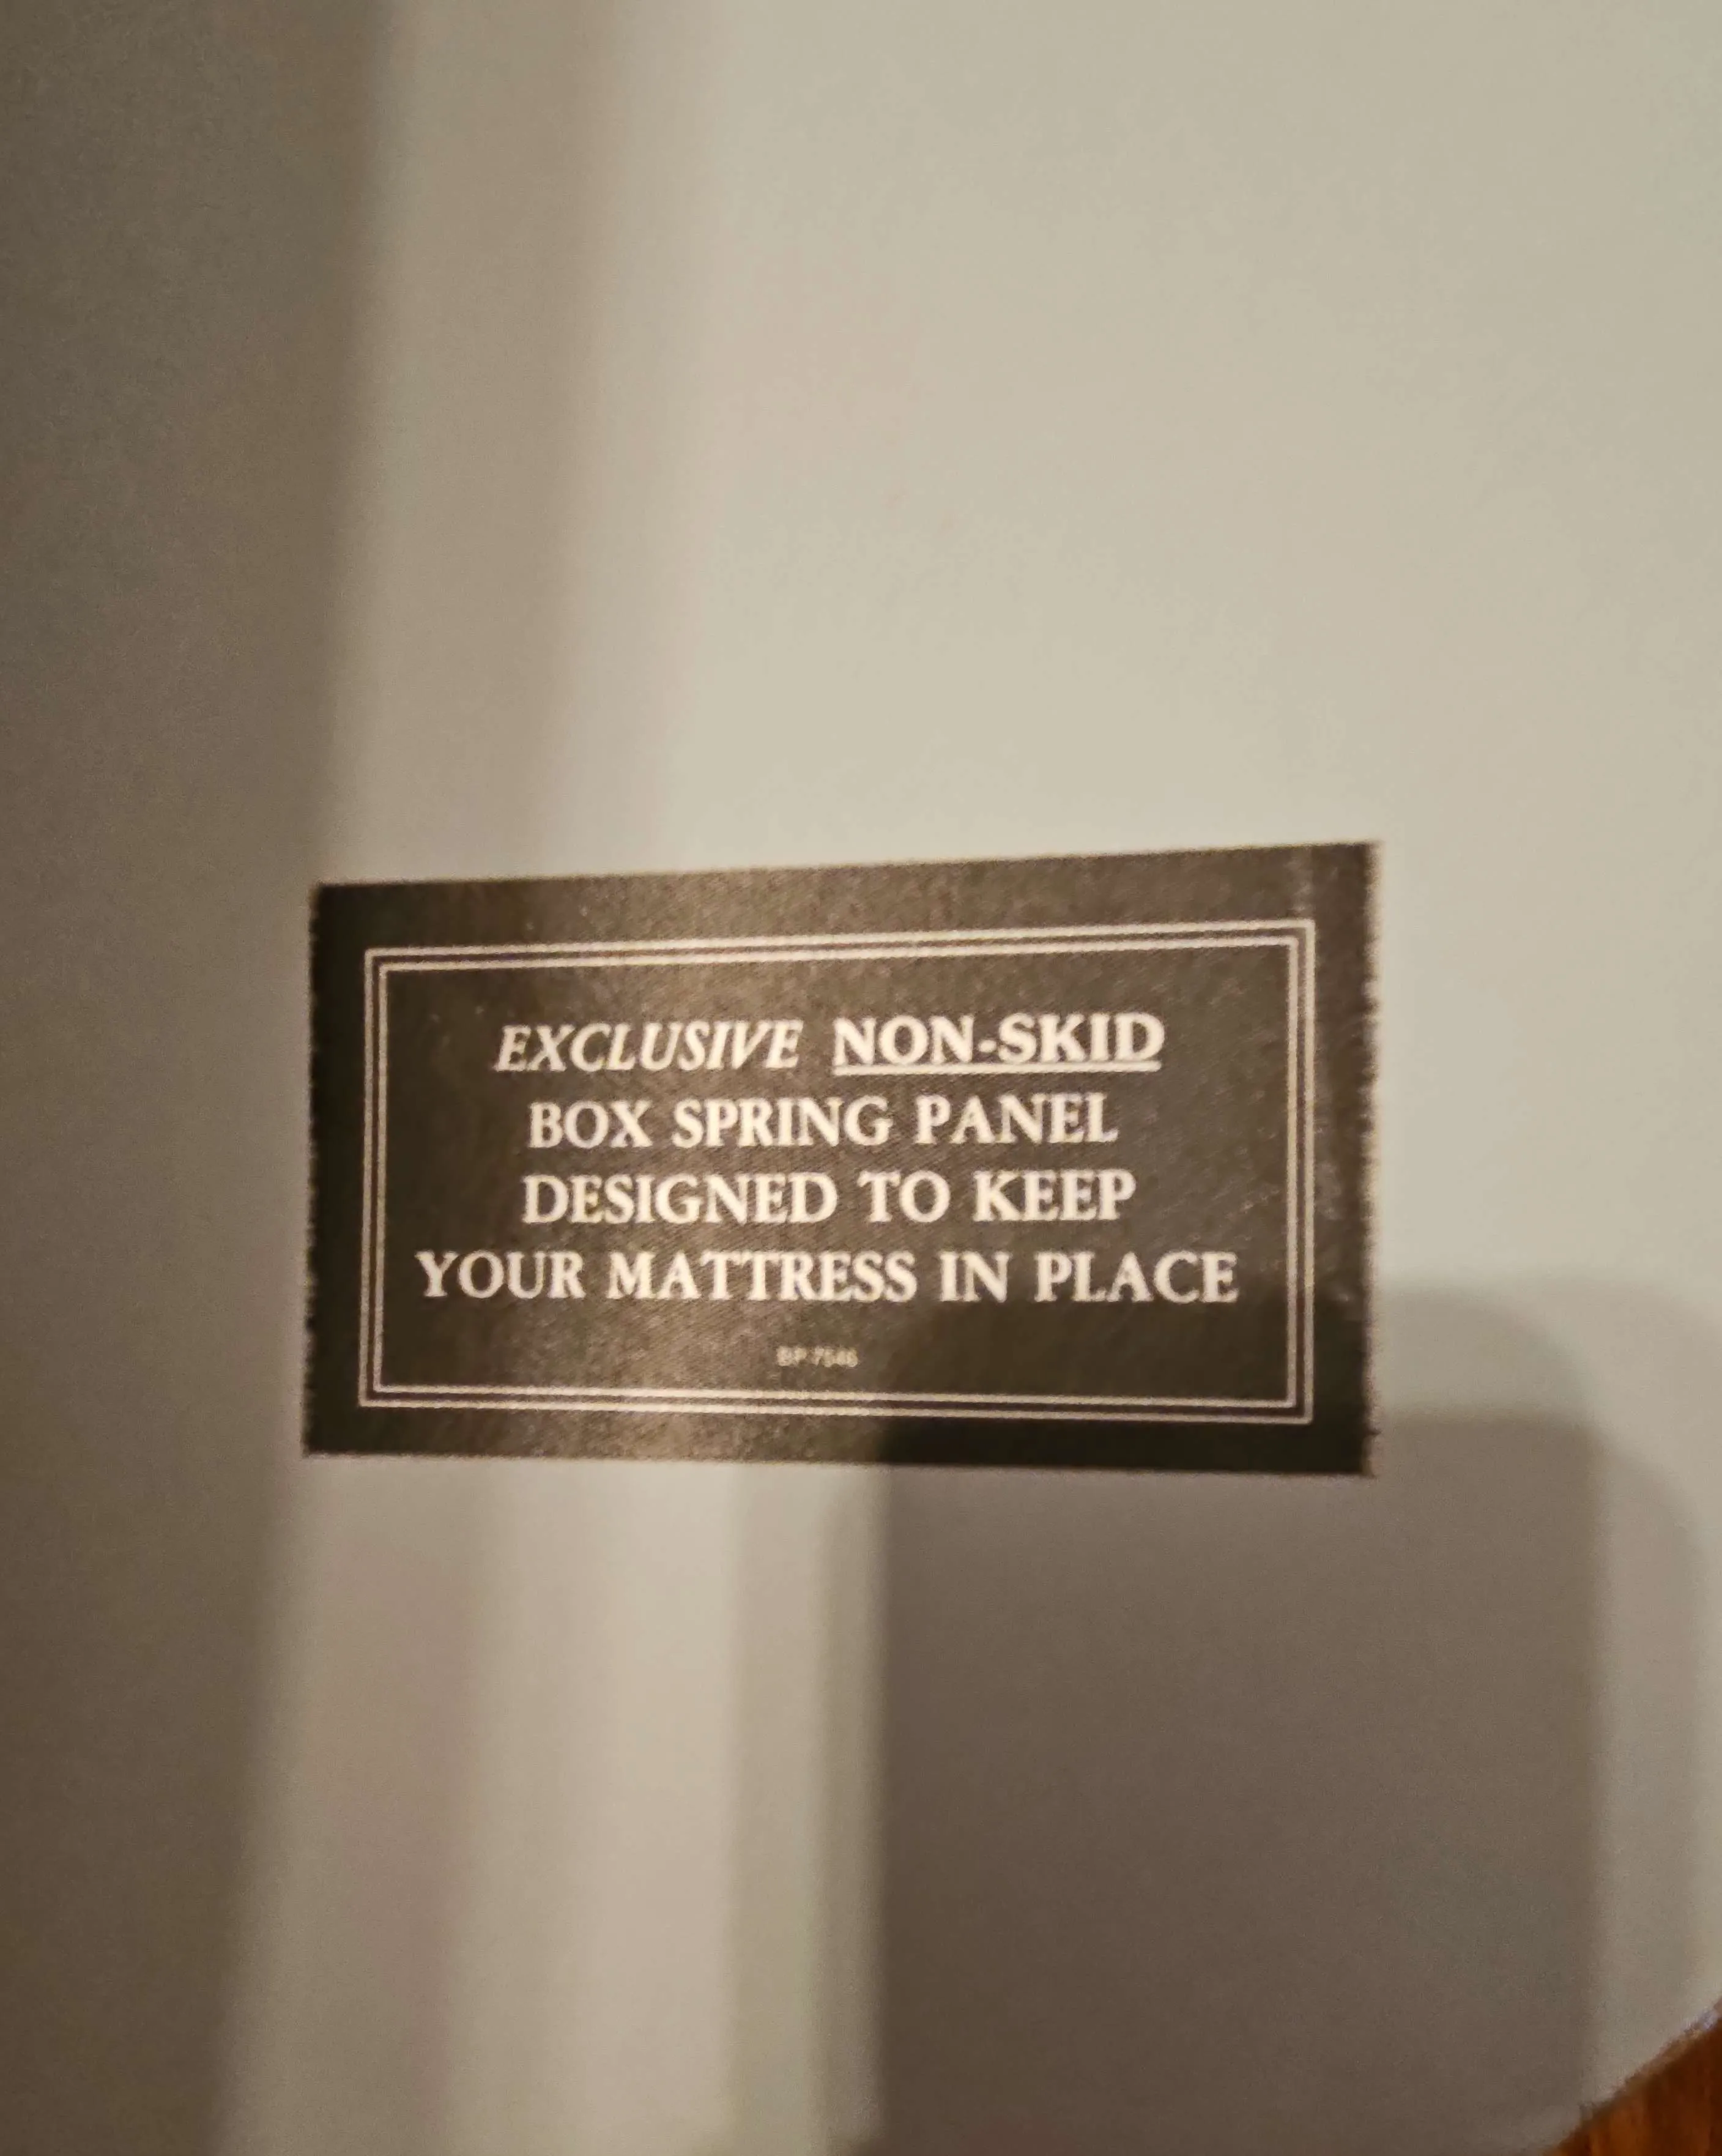 EXCLUSIVE NON-SKID
BOX SPRING PANEL
DESIGNED TO KEEP
YOUR MATTRESS IN PLACE